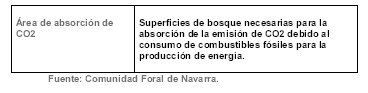 Área de absorción de
CO2
Superficies de bosque necesarias para la
absorción de la emisión de CO2 debido al
consumo de combustibles fósiles para la
producción de energía.
Fuente: Comunidad Foral de Navarra.